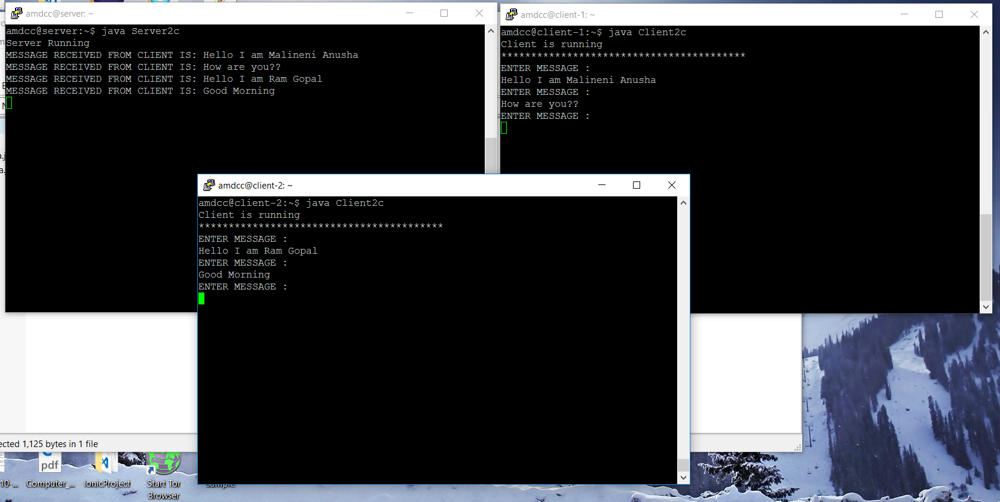 amdcc@server: ~
amdcc@server:~$ java Server2c
Server Running
MESSAGE RECEIVED FROM CLIENT IS: Hello I am Malineni Anusha
MESSAGE RECEIVED FROM CLIENT IS: How are you??
MESSAGE RECEIVED FROM CLIENT IS: Hello I am Ram Gopal
MESSAGE RECEIVED FROM CLIENT IS: Good Morning
amdcc@client-1: ~
amdcc@client-1:~$ java Client2c
Client is running
*****************************************
ENTER MESSAGE :
Hello I am Malineni Anusha
ENTER MESSAGE :
How are you??
ENTER MESSAGE :
amdcc@client-2: ~
amdcc@client-2:~$ java Client2c
Client is running
*****************************************
ENTER MESSAGE :
Hello I am Ram Gopal
ENTER MESSAGE :
Good Morning
ENTER MESSAGE :
ected 1,125 bytes in 1 file
pdf
10-...
Computer_...
IonicProject
Start Tor
Browser
sample